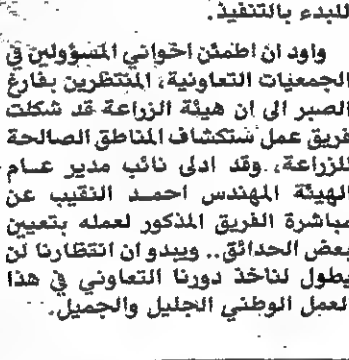 للبدء بالتنفيذ.
واود ان اطمئن اخواني المسؤولين في
الجمعيات التعاونية، المنتظرين بفارغ
الصبر الى ان هيئة الزراعة قد شكلت
فريق عمل ستكشاف المناطق الصالحة
للزراعة، وقد ادلى نائب مدير عام
الهيئة المهندس احمد النقيب عن
مباشرة الفريق المذكور لعمله بتعيين
بعض الحدائق.. ويبدو ان انتظارنا لن
يطول لناخذ دورنا التعاوني في هذا
العمل الوطني الجليل والجميل.